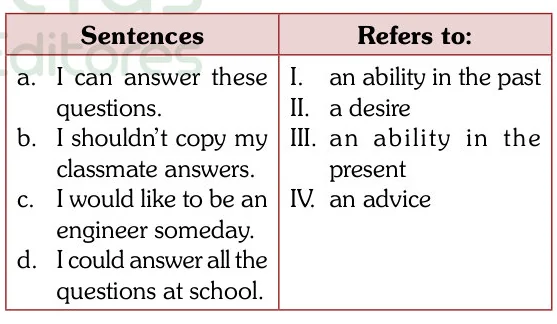 Editores
Sentences
Refers to:
a. I can answer these
questions.
b. I shouldn't copy my
classmate answers.
c. I would like to be an
engineer someday.
d. I could answer all the
questions at school.
I. an ability in the past
II. a desire
III. an ability in the
present
IV. an advice